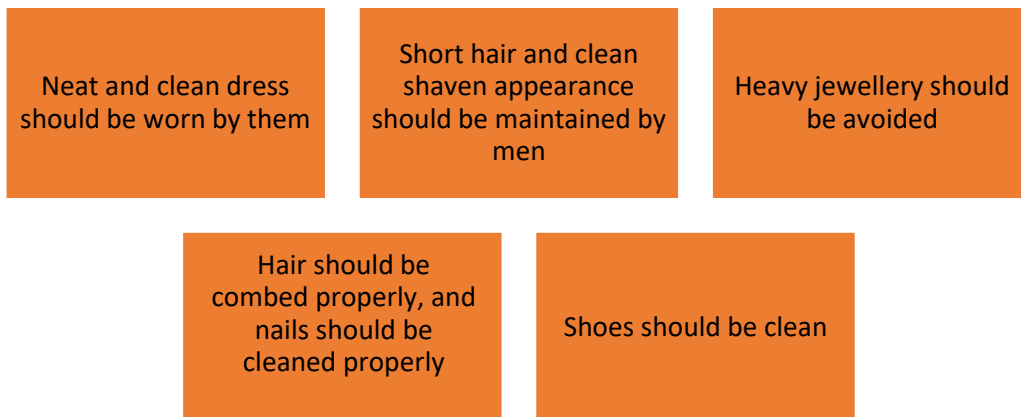 Neat and clean dress
should be worn by them
Short hair and clean
shaven appearance
should be maintained by
men
Heavy jewellery should
be avoided
Hair should be
combed properly, and
nails should be
cleaned properly
Shoes should be clean